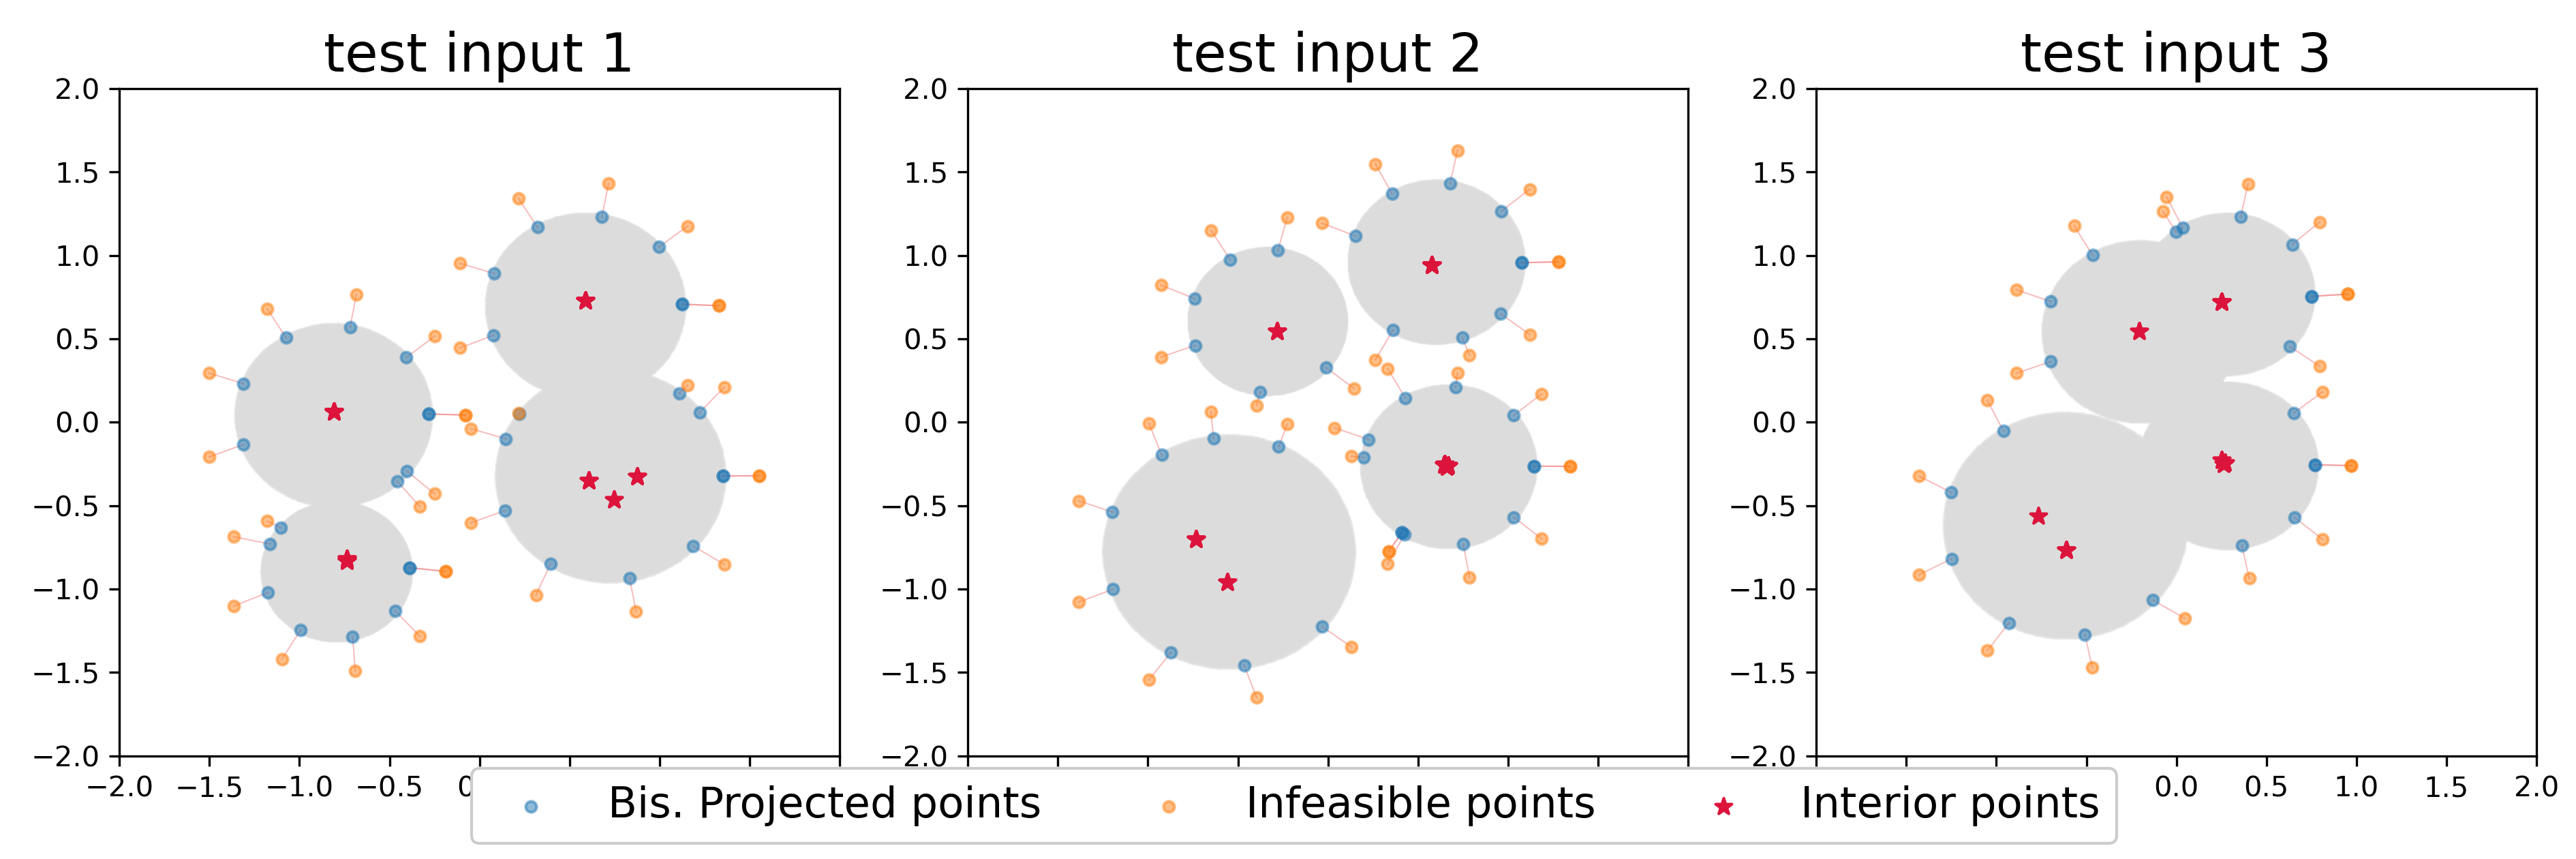 test input 1 test input 2 test input 3
2.0 2.0 2.0
1.5 1.5 1.5
1.0 1.0 1.0
0.5 0.5 0.5
0.0 0.0 0.0
−0.5 −0.5 −0.5
−1.0 −1.0 −1.0
−1.5 −1.5 −1.5
−2.0 −2.0 −2.0
−2.0 −1.5 −1.0 −0.5 0.0 0.5 1.0 1.5 2.0
Bis. Projected points Infeasible points Interior points